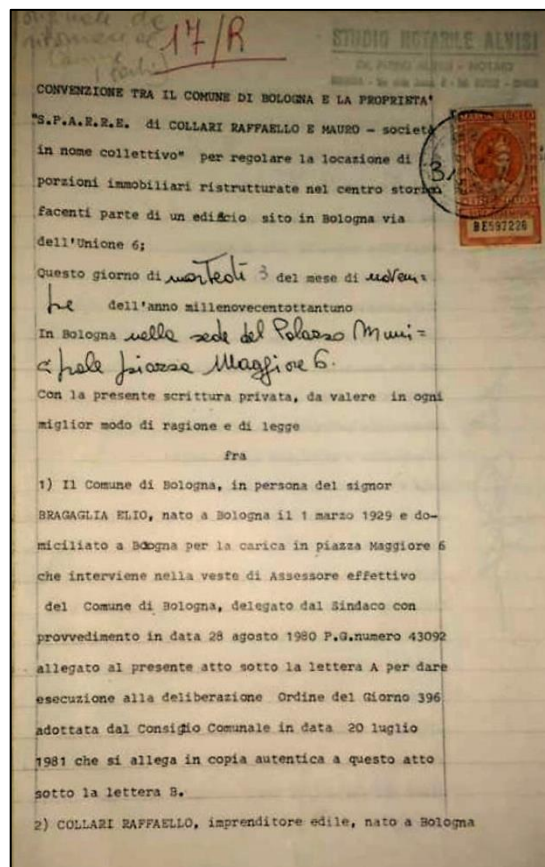 originale da
17/R
STUDIO NOTARILE ALVISI
CONVENZIONE TRA IL COMUNE DI BOLOGNA E LA PROPRIETA'
"S.P.A.R.R.E. di COLLARI RAFFAELLO E MAURO - società
in nome collettivo" per regolare la locazione di
porzioni immobiliari ristrutturate nel centro storico
facenti parte di un edificio sito in Bologna via
dell'Unione 6;
BE597226
Questo giorno di martedì 3 del mese di novem=
bre dell'anno millenovecentottantuno
In Bologna nella sede del Palazzo Muni=
cipale piazza Maggiore 6.
Con la presente scrittura privata, da valere in ogni
miglior modo di ragione e di legge
fra
1) Il Comune di Bologna, in persona del signor
BRAGAGLIA ELIO, nato a Bologna il 1 marzo 1929 e do-
miciliato a Bologna per la carica in piazza Maggiore 6
che interviene nella veste di Assessore effettivo
del Comune di Bologna, delegato dal Sindaco con
provvedimento in data 28 agosto 1980 P.G.numero 43092
allegato al presente atto sotto la lettera A per dare
esecuzione alla deliberazione Ordine del Giorno 396
adottata dal Consiglio Comunale in data 20 luglio
1981 che si allega in copia autentica a questo atto
sotto la lettera B.
2) COLLARI RAFFAELLO, imprenditore edile, nato a Bologna